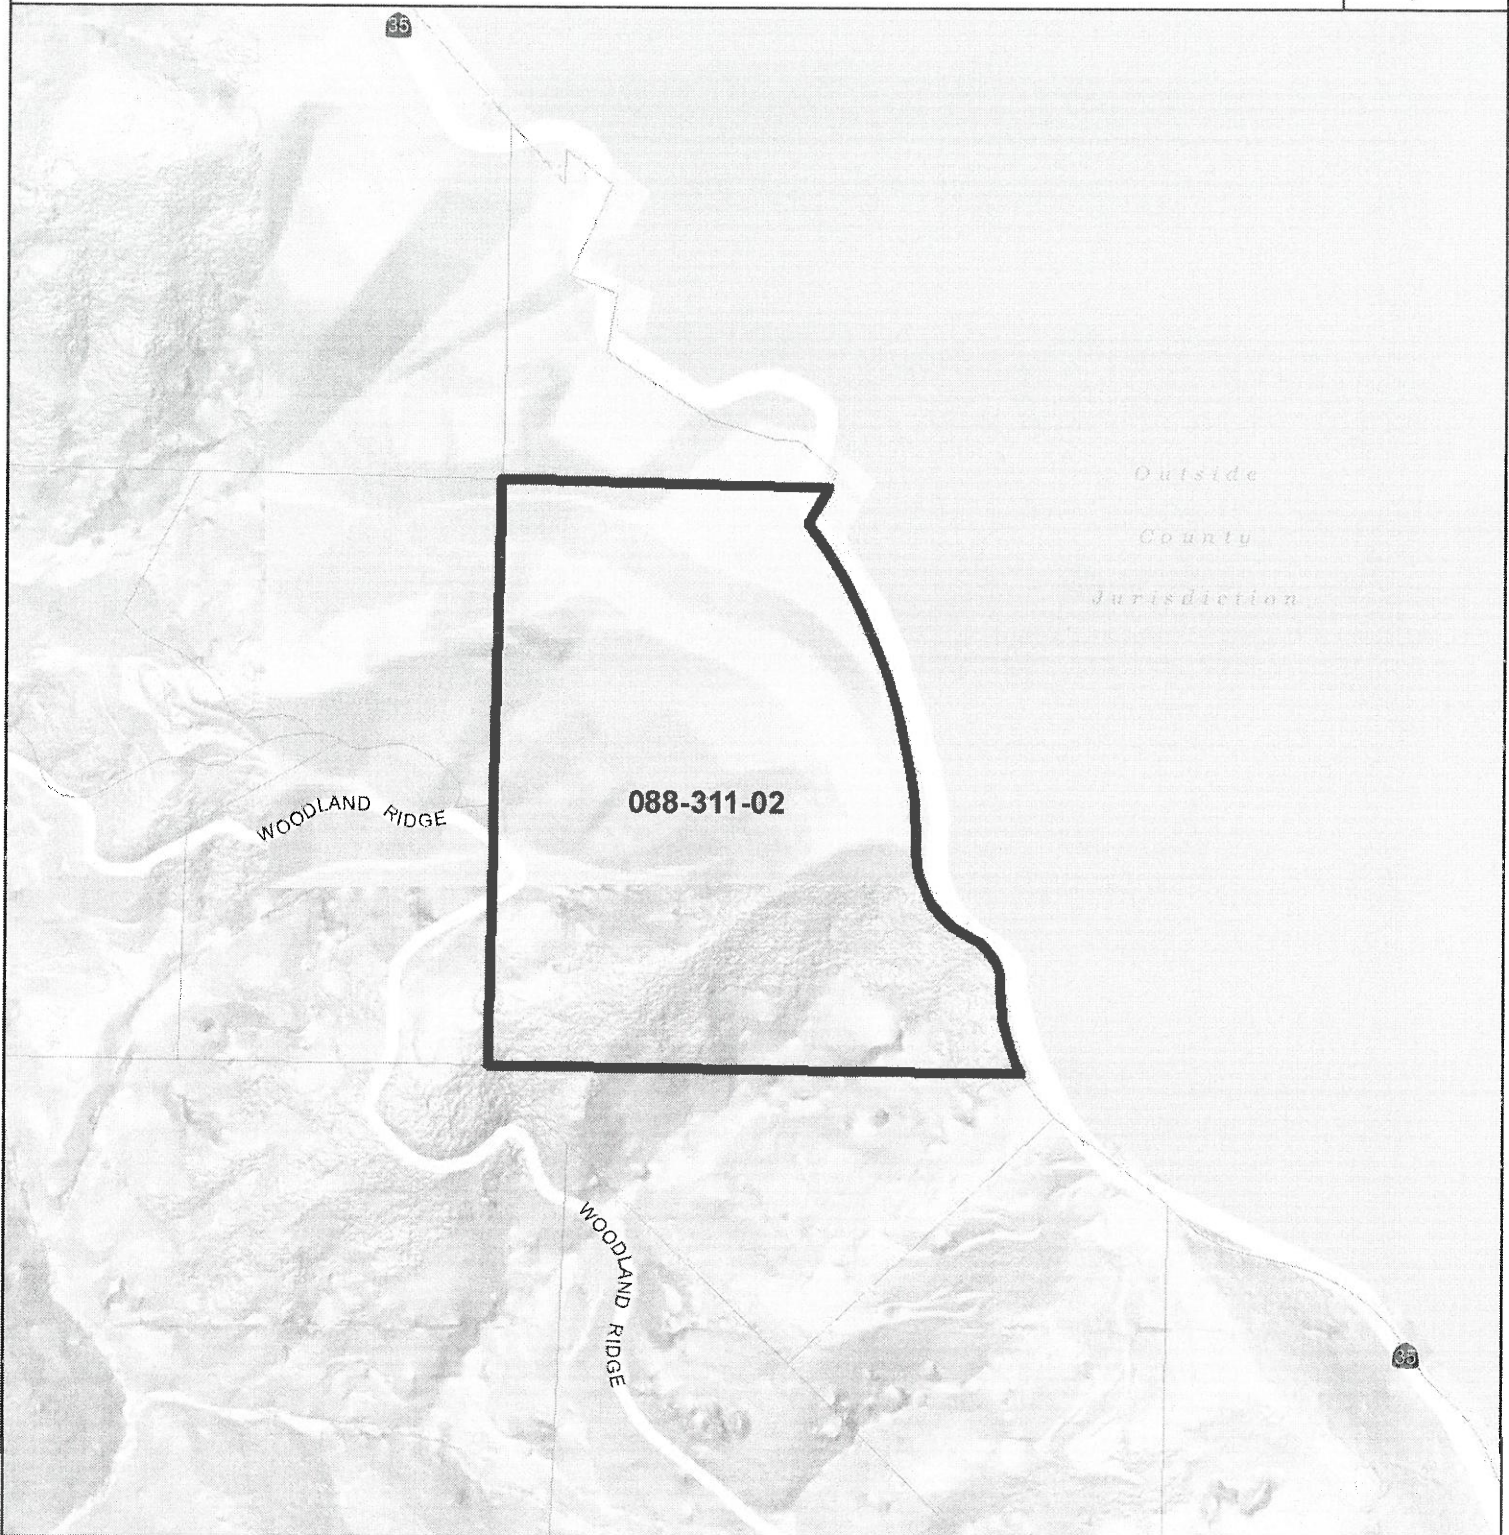 35
Outside
County
Jurisdiction
088-311-02
WOODLAND RIDGE
WOODLAND RIDGE
35